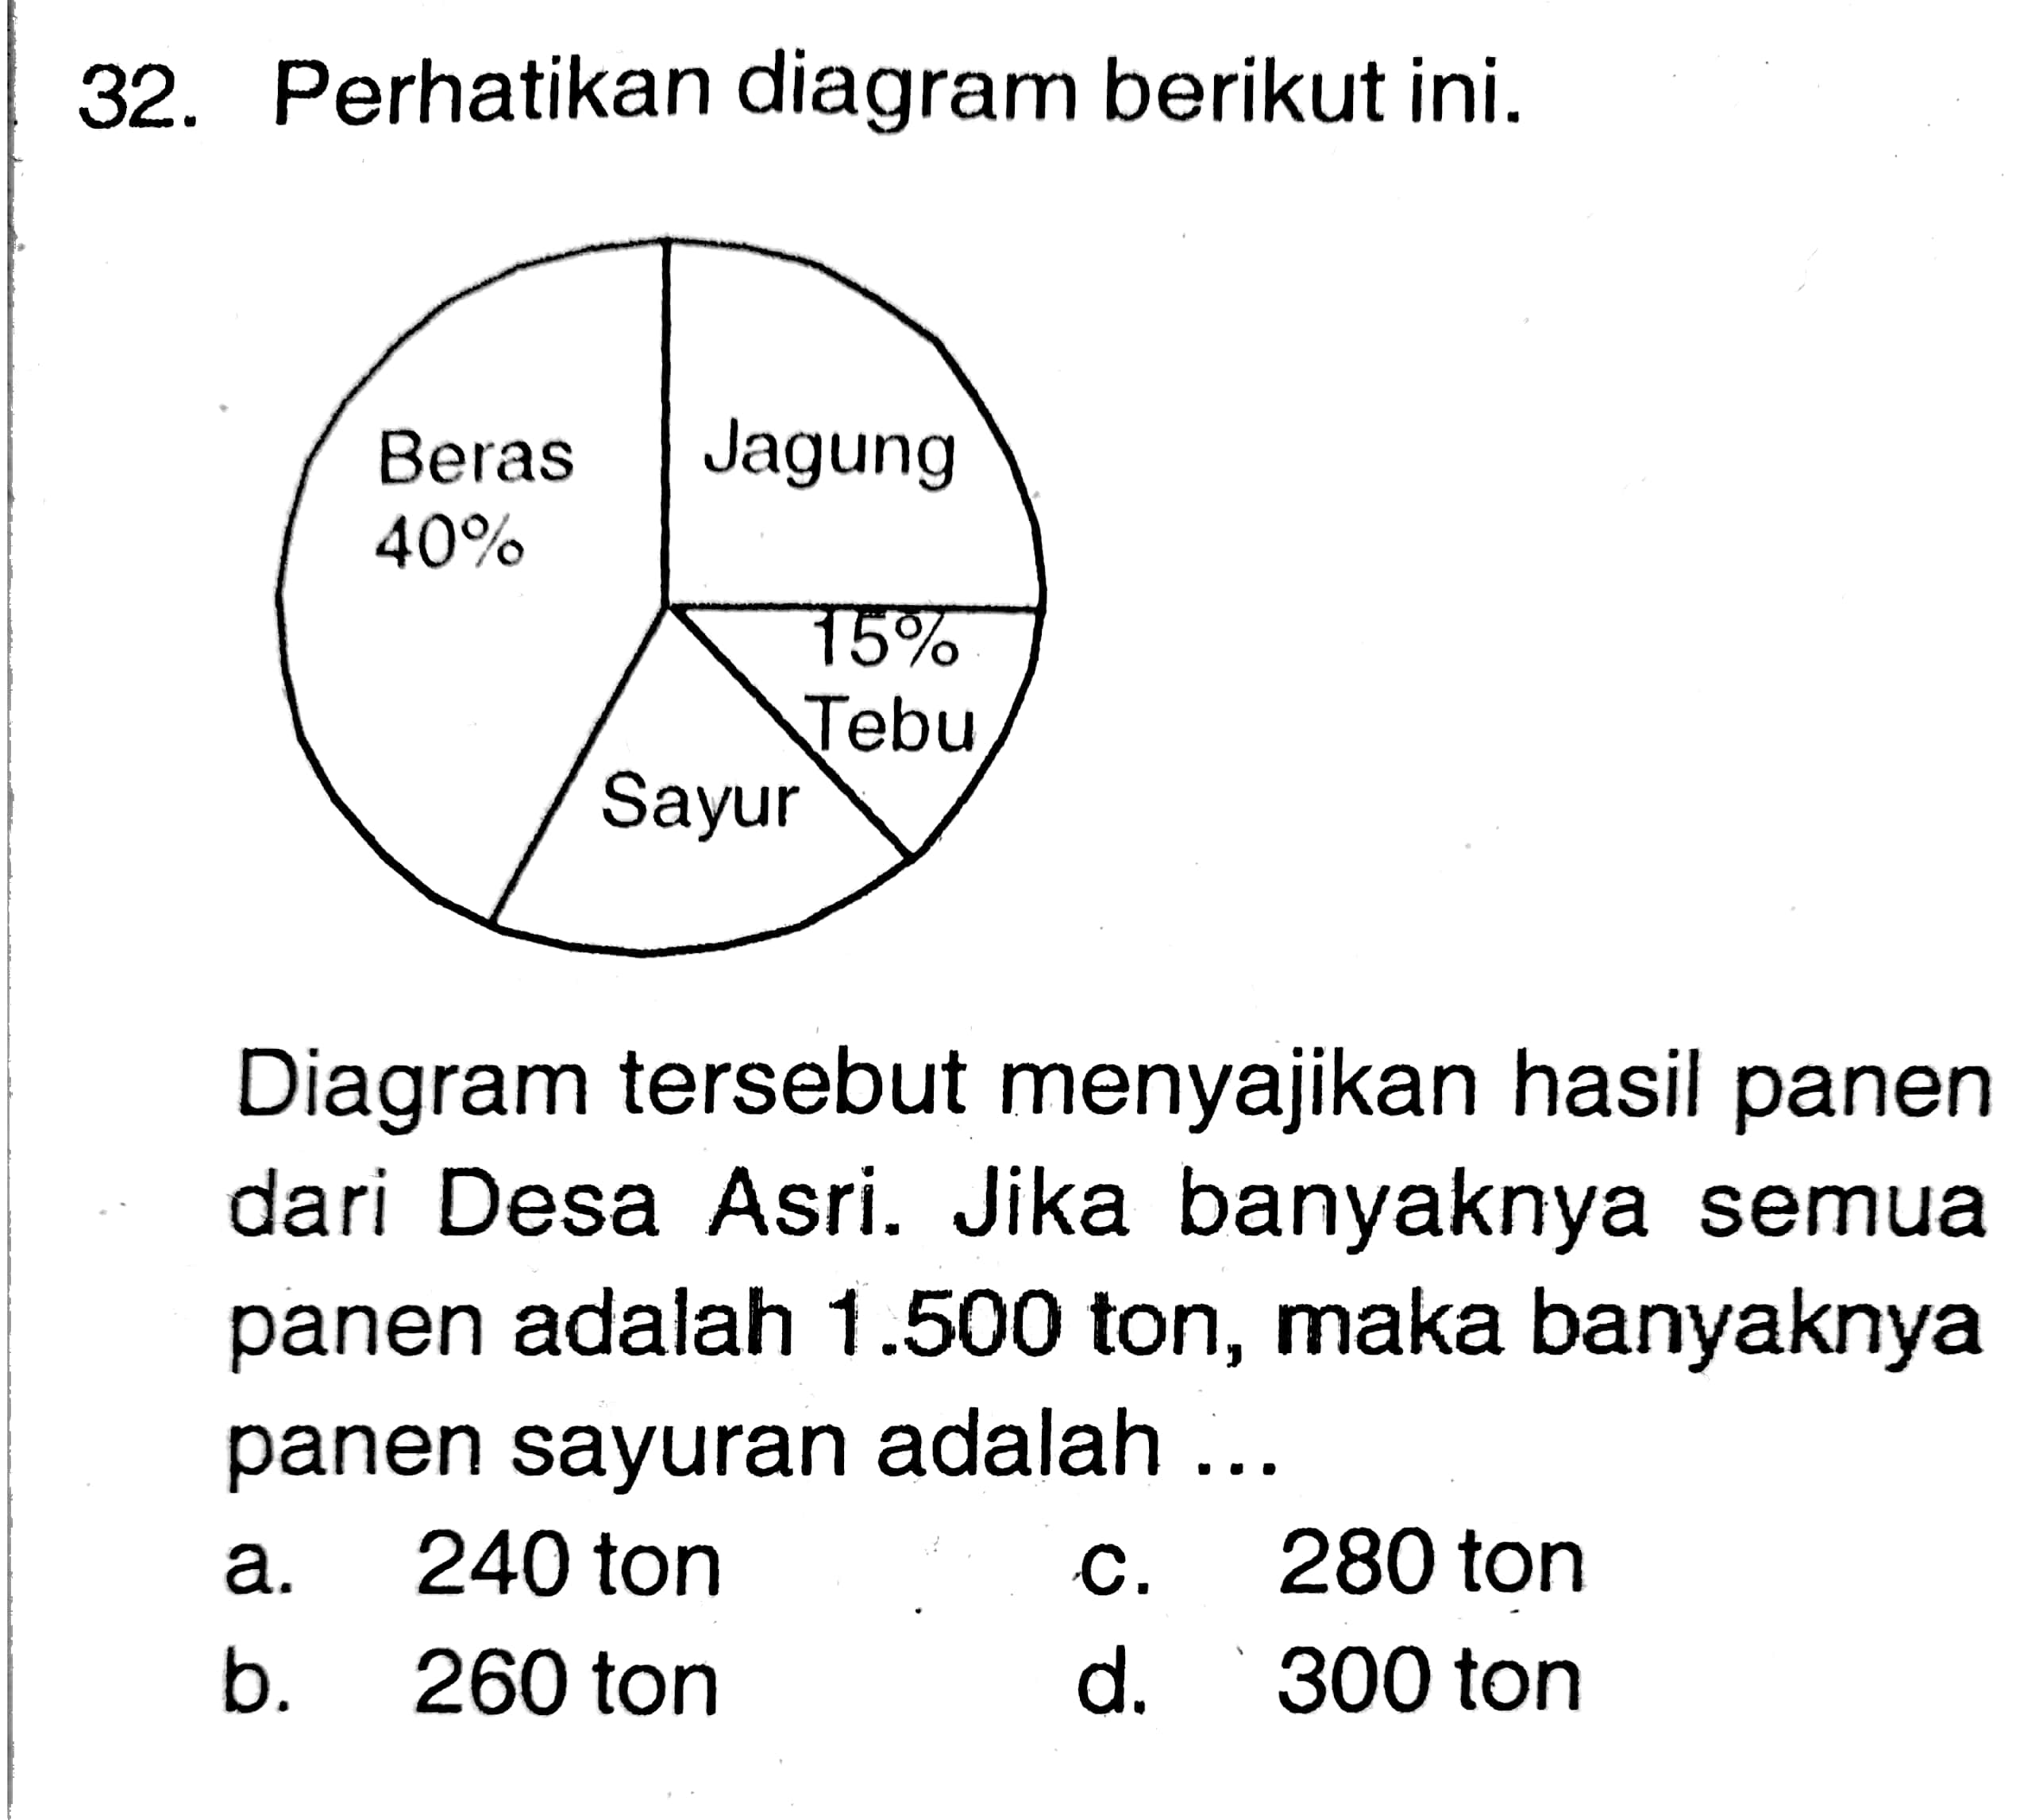 32. Perhatikan diagram berikut ini.
Beras
40%
Jagung
15%
Tebu
Sayur
Diagram tersebut menyajikan hasil panen
dari Desa Asri. Jika banyaknya semua
panen adalah 1.500 ton, maka banyaknya
panen sayuran adalah ...
a. 240 ton c. 280 ton
b. 260 ton d. 300 ton